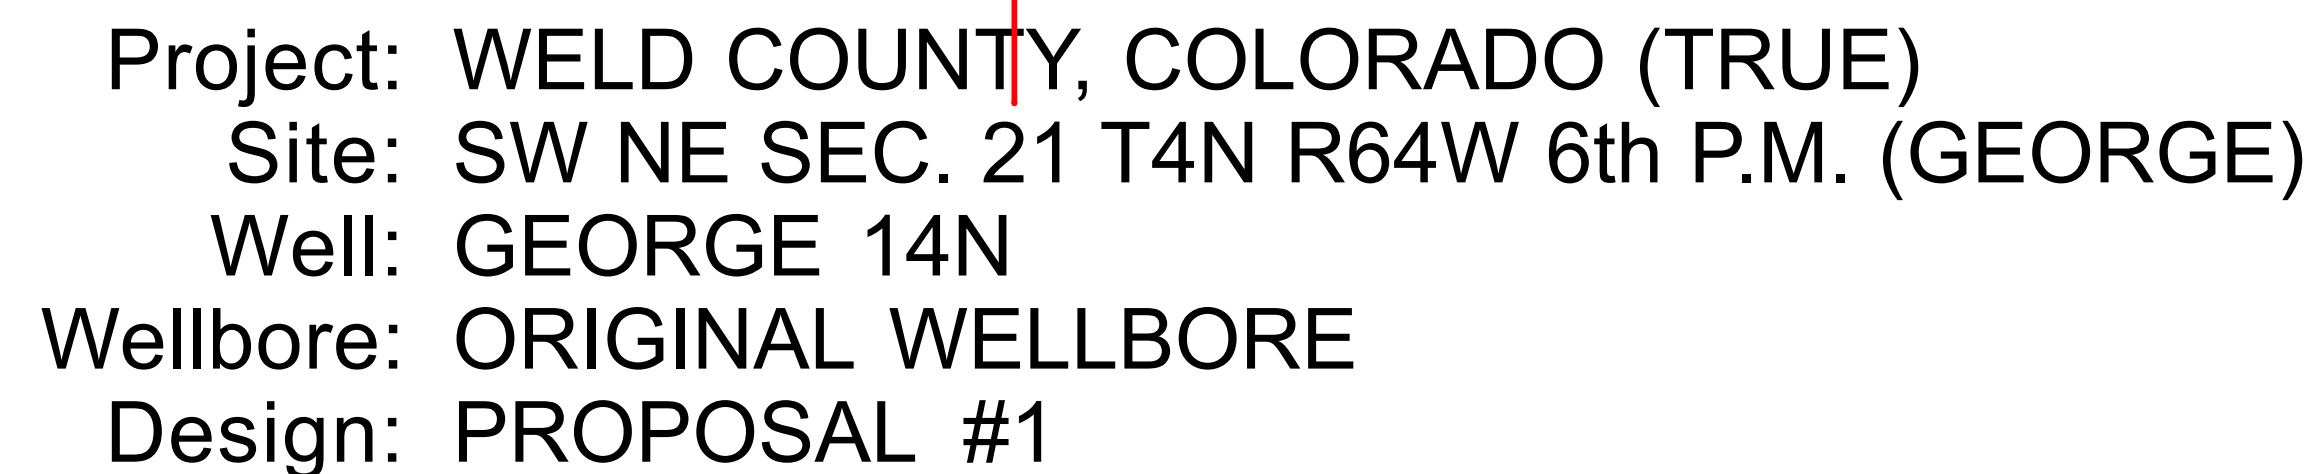 Project: WELD COUNTY, COLORADO (TRUE)
Site: SW NE SEC. 21 T4N R64W 6th P.M. (GEORGE)
Well: GEORGE 14N
Wellbore: ORIGINAL WELLBORE
Design: PROPOSAL #1